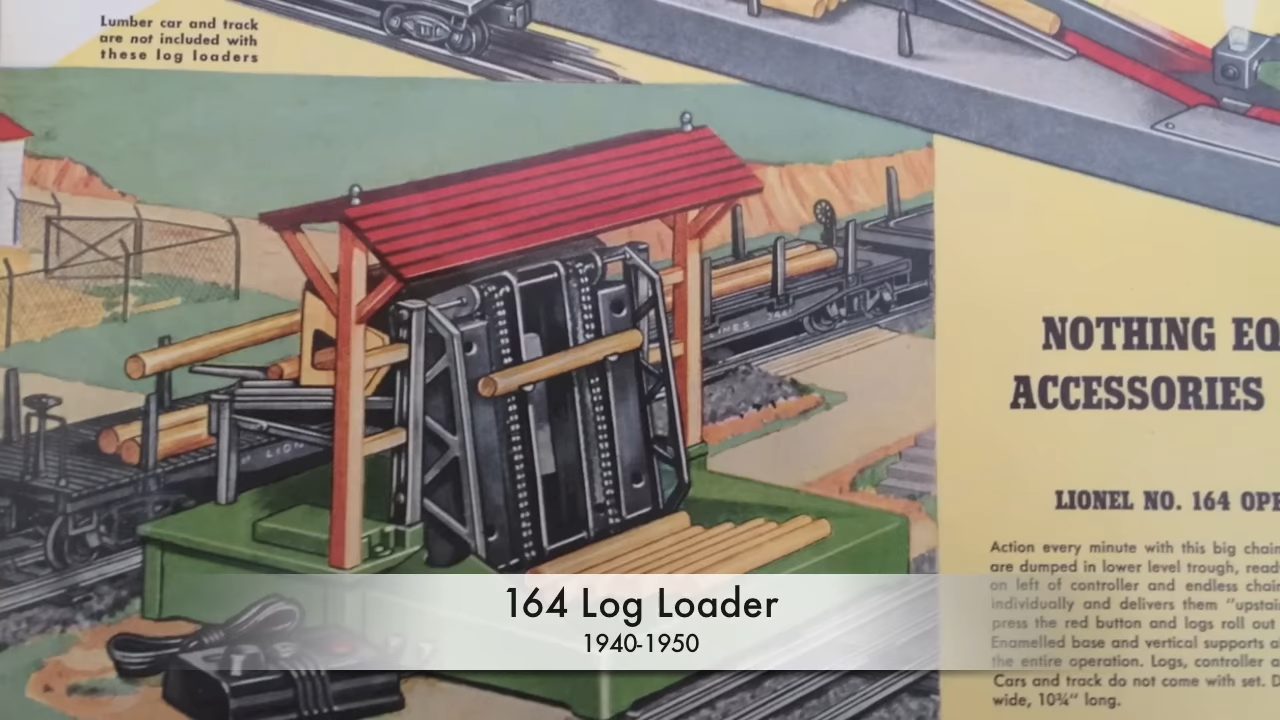 Lumber car and track
are not included with
these log loaders
NOTHING EQ
ACCESSORIES
LIONEL NO. 164 OPE
Action every minute with this big chain
are dumped in lower level trough, read
on left of controller and endless chai
individually and delivers them "upstai
press the red button and logs roll out
Enamelled base and vertical supports a
the entire operation. Logs, controller a
Cars and track do not come with set. D
wide, 10¾" long.
164 Log Loader
1940-1950